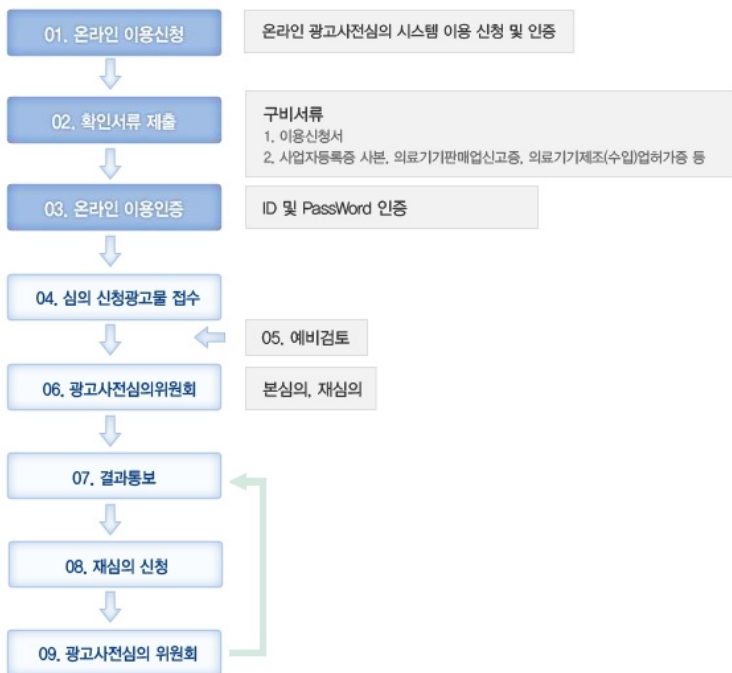 01. 온라인 이용신청
온라인 광고사전심의 시스템 이용 신청 및 인증
02. 확인서류 제출
구비서류
1. 이용신청서
2. 사업자등록증 사본, 의료기기판매업신고증, 의료기기제조(수입)업허가증 등
03. 온라인 이용인증
ID 및 PassWord 인증
04. 심의 신청광고물 접수
05. 예비검토
06. 광고사전심의위원회
본심의, 재심의
07. 결과통보
08. 재심의 신청
09. 광고사전심의 위원회